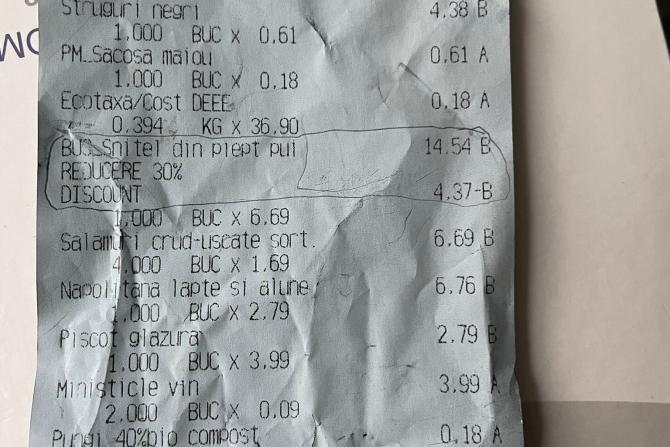 Struguri negri 4.38 B
1,000 BUC X 0.61
PM_Sacosa maiou 0.61 A
1.000 BUC X 0.18
Ecotaxa/Cost DEEE 0.18 A
0.394 KG X 36.90
BUS_Snitel din piept pui 14.54 B
REDUCERE 30%
DISCOUNT 4.37-B
1,000 BUC X 6.69
Salamuri crud-uscate sort. 6.69 B
4,000 BUC X 1.69
Napolitana lapte si alune 6.76 B
1,000 BUC X 2.79
Piscot glazura 2.79 B
1.000 BUC X 3.99
Ministicle vin 3.99 A
2,000 BUC X 0.09
Pungi 40%bio compost 0.18 A